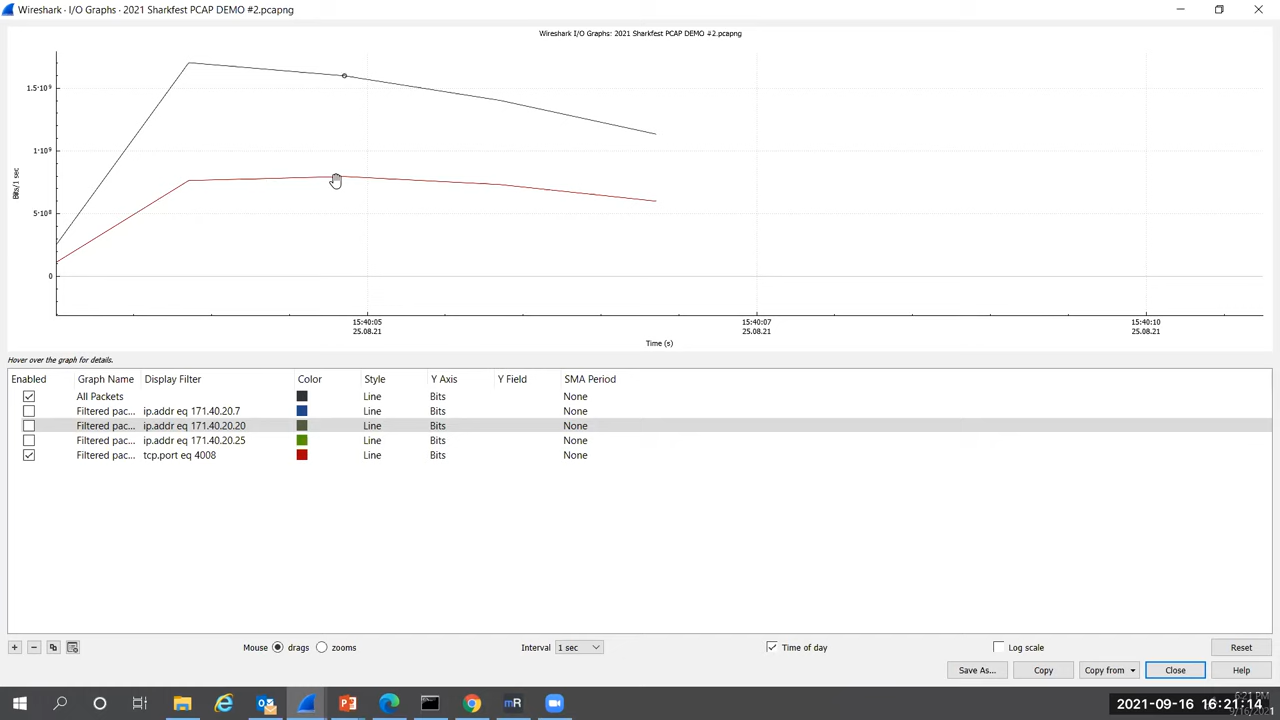 Wireshark · I/O Graphs · 2021 Sharkfest PCAP DEMO #2.pcapng
Wireshark I/O Graphs: 2021 Sharkfest PCAP DEMO #2.pcapng
1.5·10⁹
1·10⁹
5·10⁸
0
Bits/1 sec
15:40:05 15:40:07 15:40:10
25.08.21 25.08.21 25.08.21
Time (s)
Hover over the graph for details.
Enabled Graph Name Display Filter Color Style Y Axis Y Field SMA Period
All Packets Line Bits None
Filtered pac... ip.addr eq 171.40.20.7 Line Bits None
Filtered pac... ip.addr eq 171.40.20.20 Line Bits None
Filtered pac... ip.addr eq 171.40.20.25 Line Bits None
Filtered pac... tcp.port eq 4008 Line Bits None
Mouse drags zooms Interval 1 sec Time of day Log scale Reset
Save As... Copy Copy from Close Help
mR
2021-09-16 16:21:14